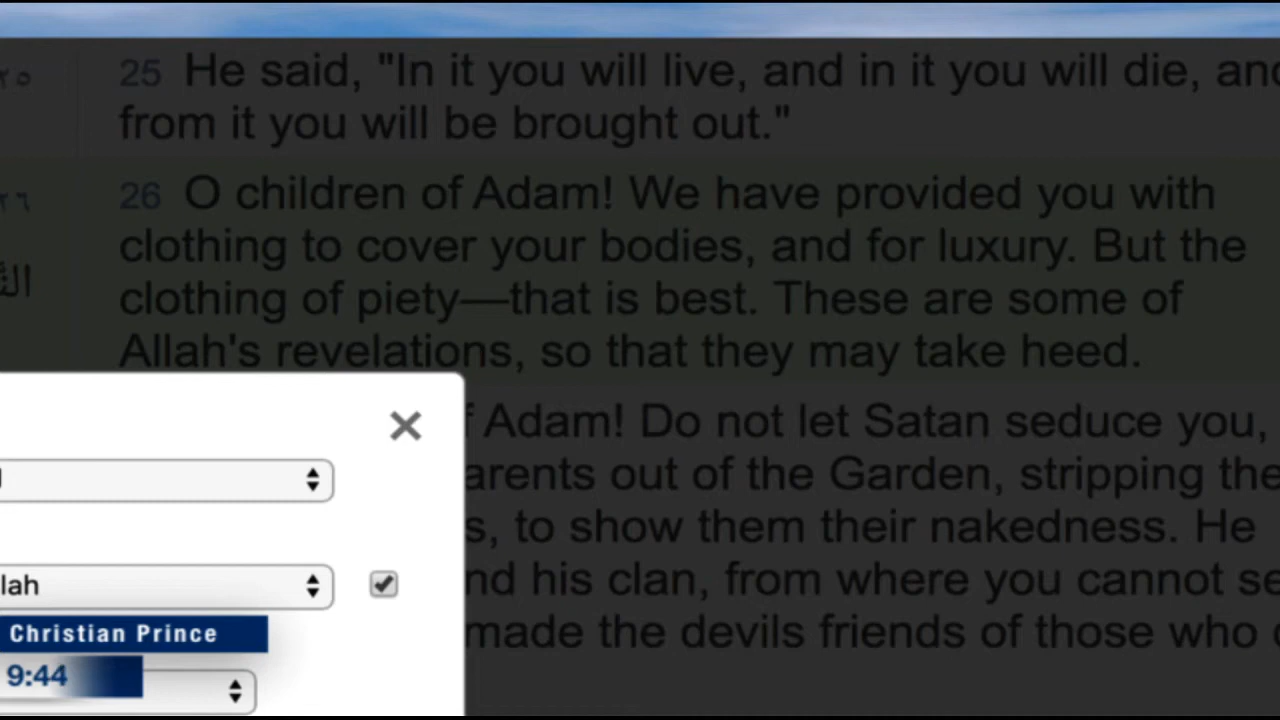 ٢٥
25 He said, "In it you will live, and in it you will die, and
from it you will be brought out."
٢٦
26 O children of Adam! We have provided you with
clothing to cover your bodies, and for luxury. But the
clothing of piety—that is best. These are some of
Allah's revelations, so that they may take heed.
Adam! Do not let Satan seduce you,
out of the Garden, stripping
to show them their nakedness. He
his clan, from where you cannot
made the devils friends of those who
lah
Christian Prince
9:44